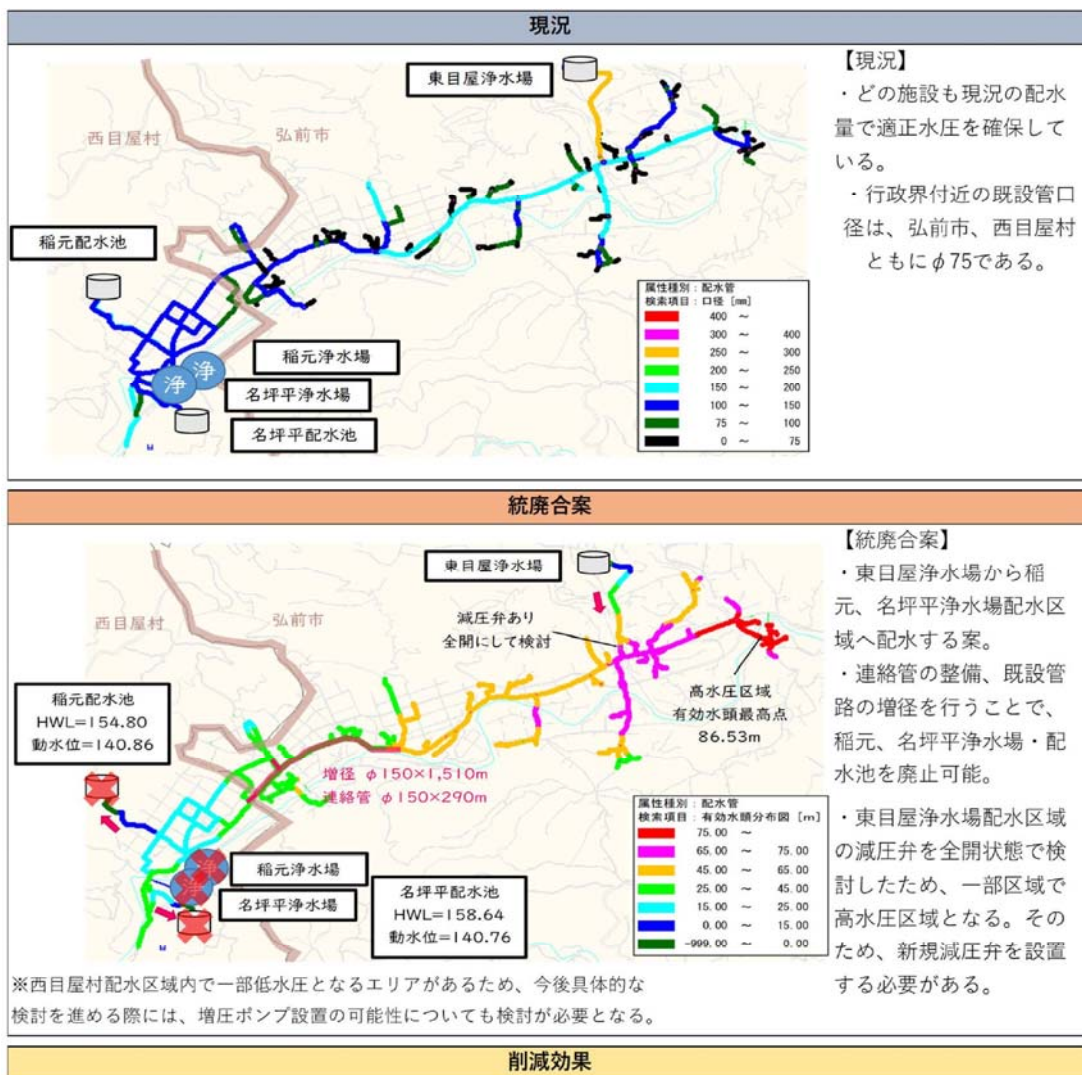 現況
東目屋浄水場
西目屋村
弘前市
稲元配水池
稲元浄水場
浄
浄
名坪平浄水場
名坪平配水池
属性種別：配水管
検索項目：口径 [mm]
400 ～
300 ～ 400
250 ～ 300
200 ～ 250
150 ～ 200
100 ～ 150
75 ～ 100
0 ～ 75
【現況】
・どの施設も現況の配水
量で適正水圧を確保して
いる。
・行政界付近の既設管口
径は、弘前市、西目屋村
ともにφ75である。
統廃合案
東目屋浄水場
西目屋村
弘前市
減圧弁あり
全開にして検討
高水圧区域
有効水頭最高点
86.53m
稲元配水池
HWL=154.80
動水位=140.86
増径 φ150×1,510m
連絡管 φ150×290m
浄
浄
稲元浄水場
名坪平浄水場
名坪平配水池
HWL=158.64
動水位=140.76
属性種別：配水管
検索項目：有効水頭分布図 [m]
75.00 ～
65.00 ～ 75.00
45.00 ～ 65.00
25.00 ～ 45.00
15.00 ～ 25.00
0.00 ～ 15.00
-999.00 ～ 0.00
【統廃合案】
・東目屋浄水場から稲
元、名坪平浄水場配水区
域へ配水する案。
・連絡管の整備、既設管
路の増径を行うことで、
稲元、名坪平浄水場・配
水池を廃止可能。
・東目屋浄水場配水区域
の減圧弁を全開状態で検
討したため、一部区域で
高水圧区域となる。その
ため、新規減圧弁を設置
する必要がある。
※西目屋村配水区域内で一部低水圧となるエリアがあるため、今後具体的な
検討を進める際には、増圧ポンプ設置の可能性についても検討が必要となる。
削減効果